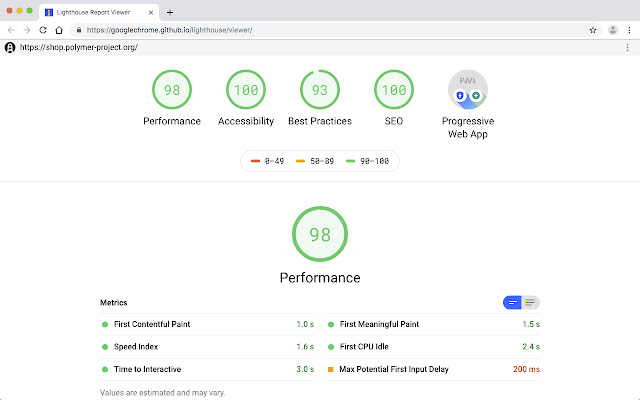 Lighthouse Report Viewer
https://googlechrome.github.io/lighthouse/viewer/
https://shop.polymer-project.org/
98 100 93 100 PWA
Performance Accessibility Best Practices SEO Progressive
Web App
0–49 50–89 90–100
98
Performance
Metrics
First Contentful Paint 1.0 s First Meaningful Paint 1.5 s
Speed Index 1.6 s First CPU Idle 2.4 s
Time to Interactive 3.0 s Max Potential First Input Delay 200 ms
Values are estimated and may vary.